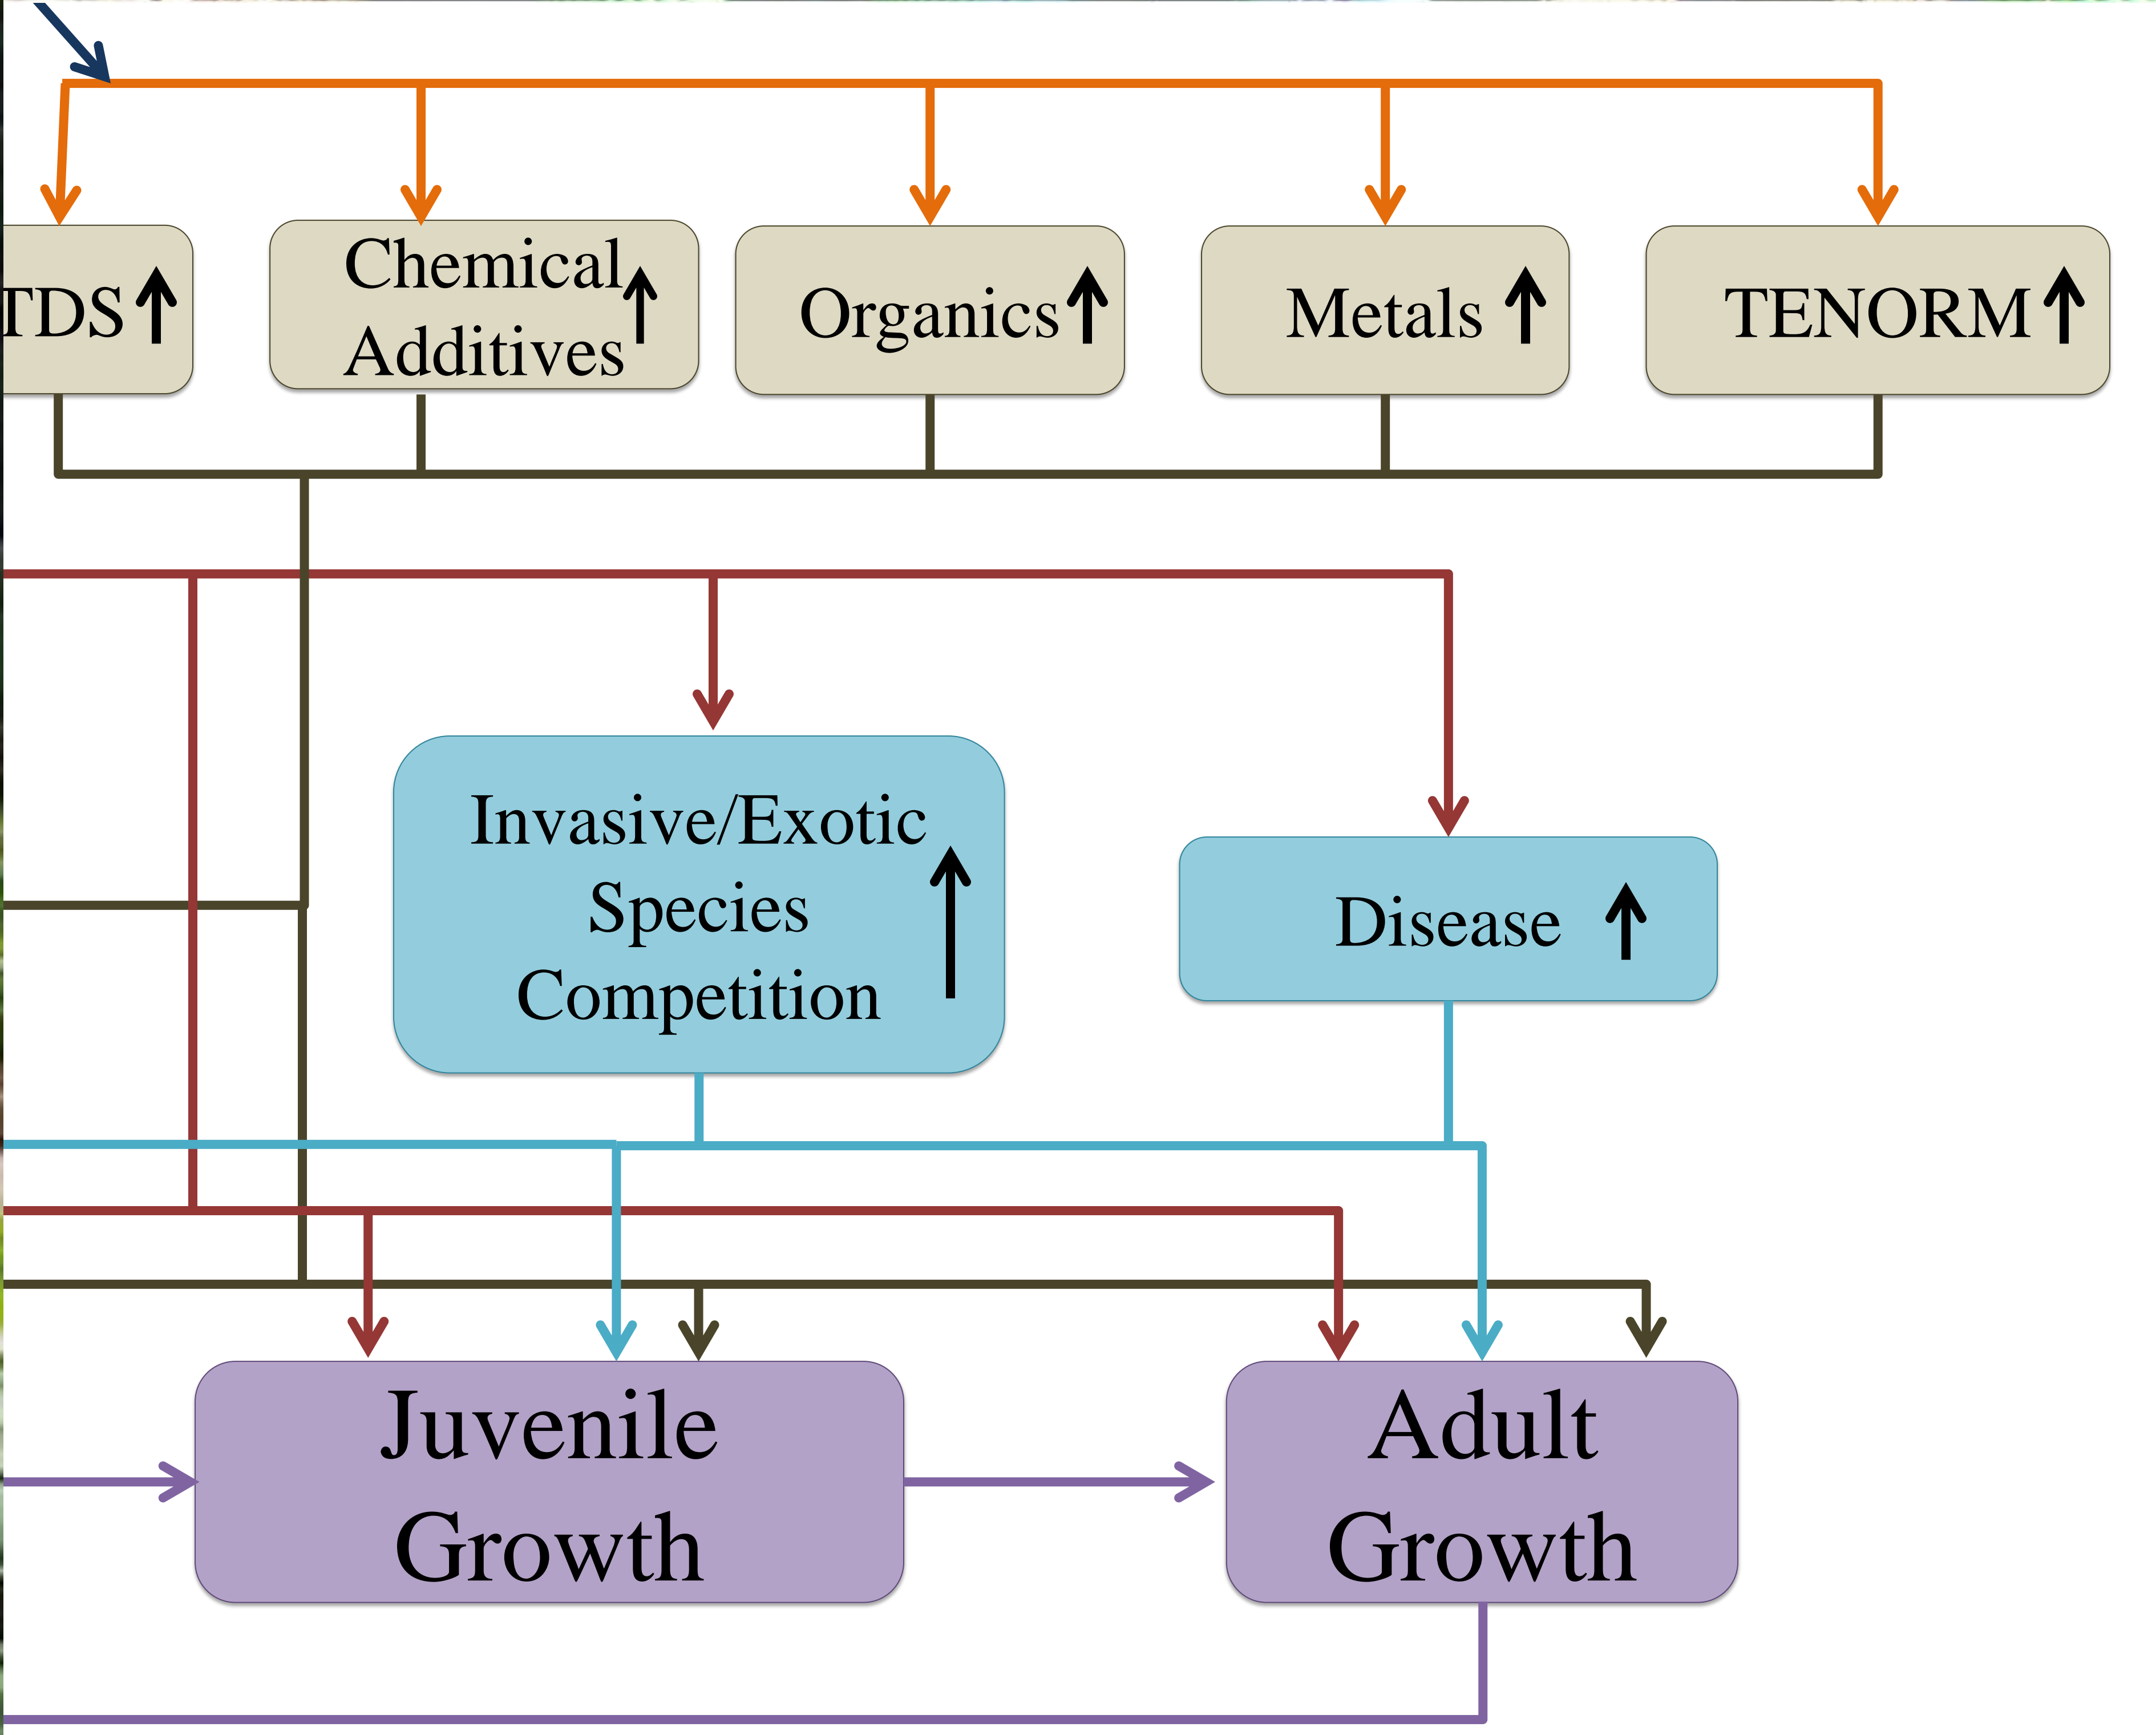 TDS
Chemical
Additives
Organics
Metals
TENORM
Invasive/Exotic
Species
Competition
Disease
Juvenile
Growth
Adult
Growth